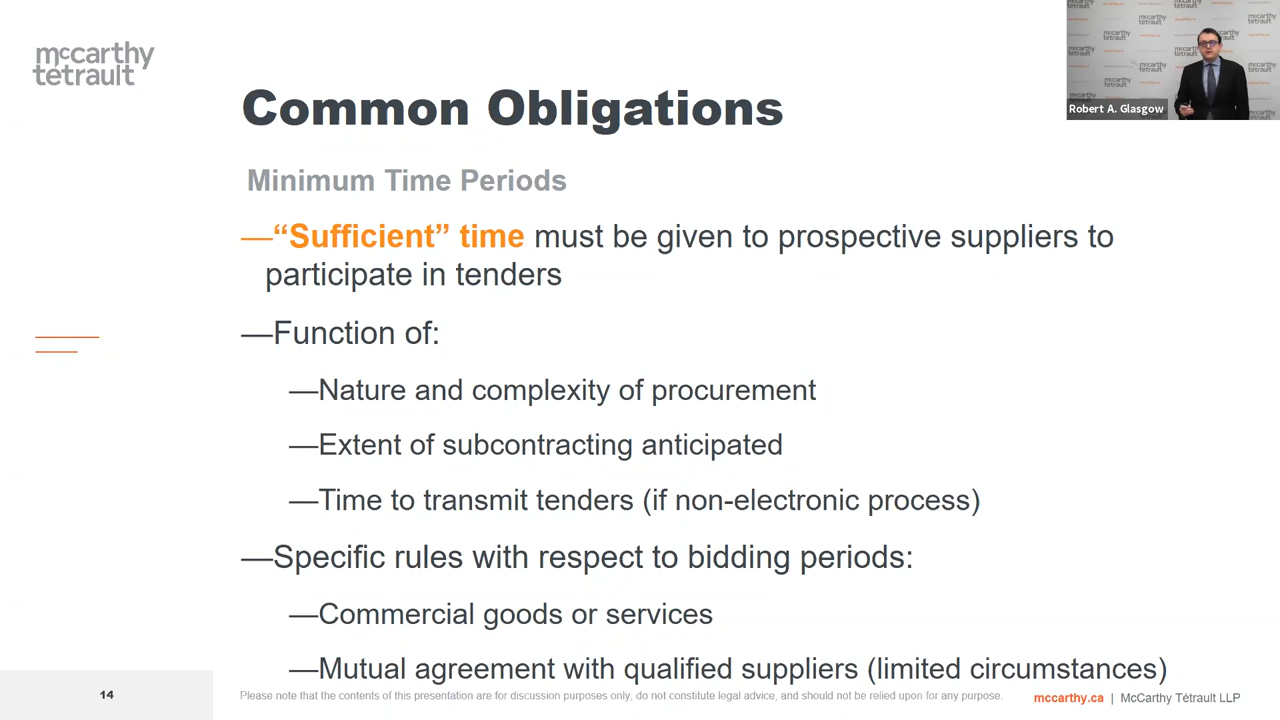 mccarthy
tetrault
Robert A. Glasgow
Common Obligations
Minimum Time Periods
—“Sufficient” time must be given to prospective suppliers to
participate in tenders
—Function of:
—Nature and complexity of procurement
—Extent of subcontracting anticipated
—Time to transmit tenders (if non-electronic process)
—Specific rules with respect to bidding periods:
—Commercial goods or services
—Mutual agreement with qualified suppliers (limited circumstances)
14
Please note that the contents of this presentation are for discussion purposes only, do not constitute legal advice, and should not be relied upon for any purpose.
mccarthy.ca | McCarthy Tétrault LLP